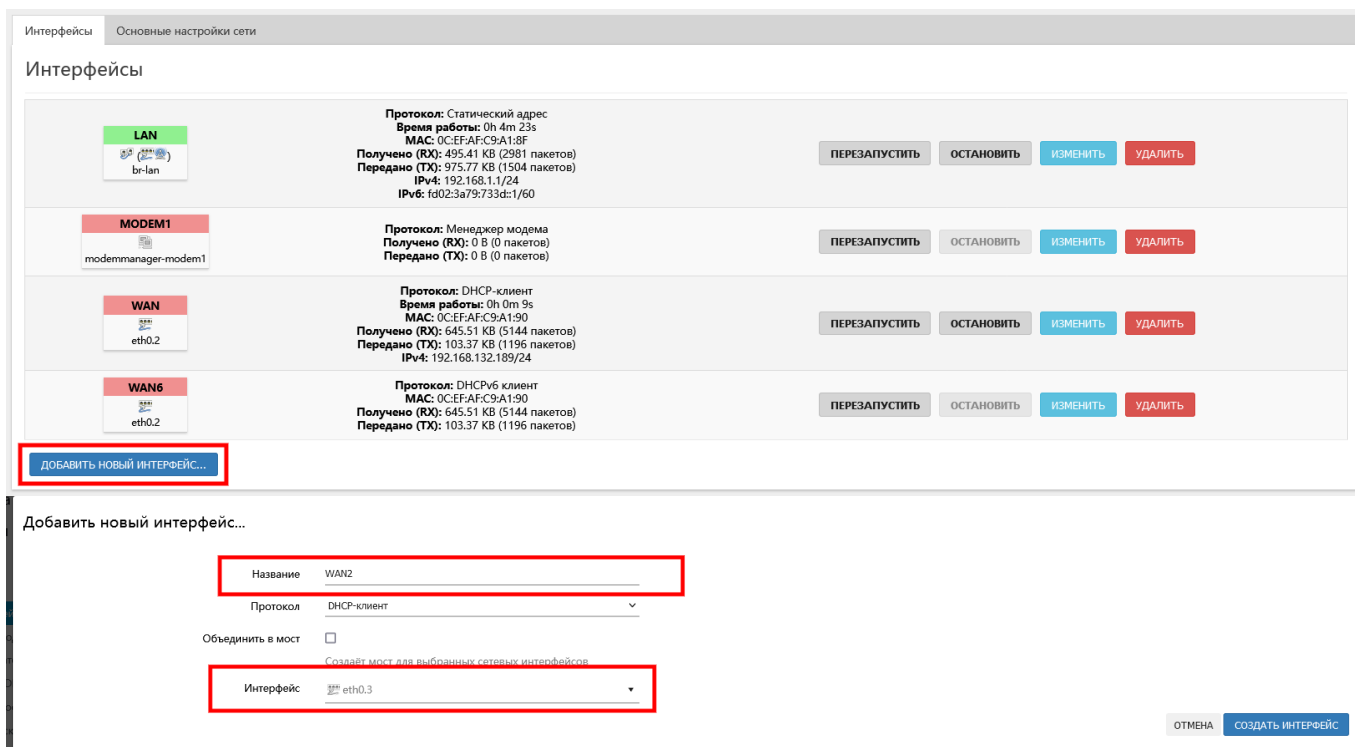 Интерфейсы Основные настройки сети
Интерфейсы
LAN
br-lan
Протокол: Статический адрес
Время работы: 0h 4m 23s
MAC: 0C:EF:AF:C9:A1:8F
Получено (RX): 495.41 KB (2981 пакетов)
Передано (TX): 975.77 KB (1504 пакетов)
IPv4: 192.168.1.1/24
IPv6: fd02:3a79:733d::1/60
ПЕРЕЗАПУСТИТЬ ОСТАНОВИТЬ ИЗМЕНИТЬ УДАЛИТЬ
MODEM1
modemmanager-modem1
Протокол: Менеджер модема
Получено (RX): 0 B (0 пакетов)
Передано (TX): 0 B (0 пакетов)
ПЕРЕЗАПУСТИТЬ ОСТАНОВИТЬ ИЗМЕНИТЬ УДАЛИТЬ
WAN
eth0.2
Протокол: DHCP-клиент
Время работы: 0h 0m 9s
MAC: 0C:EF:AF:C9:A1:90
Получено (RX): 645.51 KB (5144 пакетов)
Передано (TX): 103.37 KB (1196 пакетов)
IPv4: 192.168.132.189/24
ПЕРЕЗАПУСТИТЬ ОСТАНОВИТЬ ИЗМЕНИТЬ УДАЛИТЬ
WAN6
eth0.2
Протокол: DHCPv6 клиент
MAC: 0C:EF:AF:C9:A1:90
Получено (RX): 645.51 KB (5144 пакетов)
Передано (TX): 103.37 KB (1196 пакетов)
ПЕРЕЗАПУСТИТЬ ОСТАНОВИТЬ ИЗМЕНИТЬ УДАЛИТЬ
ДОБАВИТЬ НОВЫЙ ИНТЕРФЕЙС...
Добавить новый интерфейс...
Название WAN2
Протокол DHCP-клиент
Объединить в мост
Создаёт мост для выбранных сетевых интерфейсов
Интерфейс eth0.3
ОТМЕНА СОЗДАТЬ ИНТЕРФЕЙС